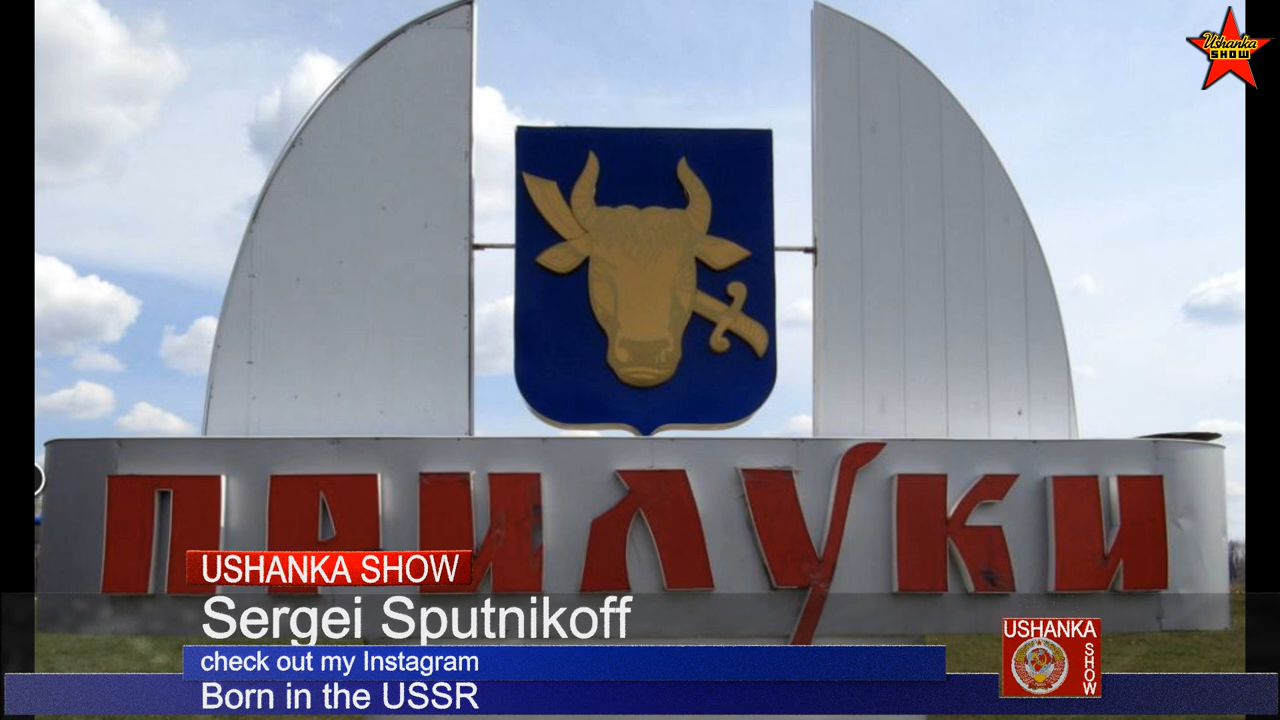 Ushanka
SHOW
ПРИЛУКИ
USHANKA SHOW
Sergei Sputnikoff
check out my Instagram
Born in the USSR
USHANKA
SHOW